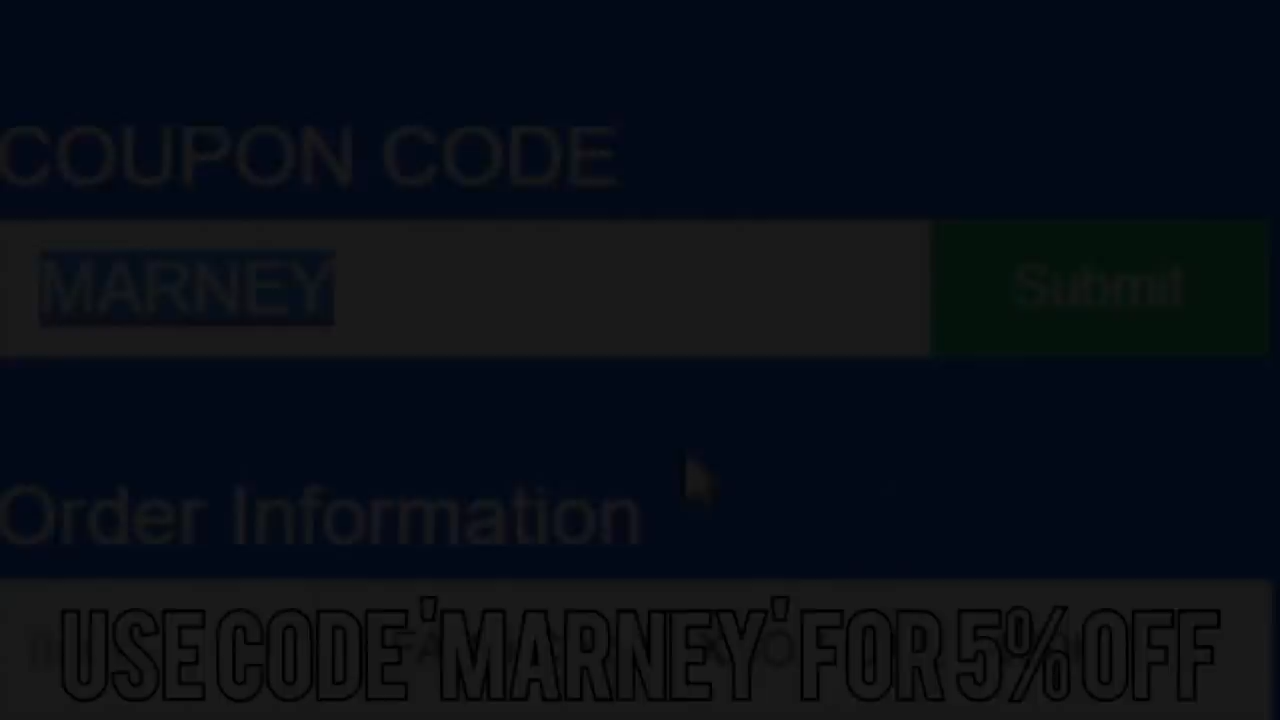 COUPON CODE
MARNEY
Submit
Order Information
USE CODE 'MARNEY' FOR 5% OFF